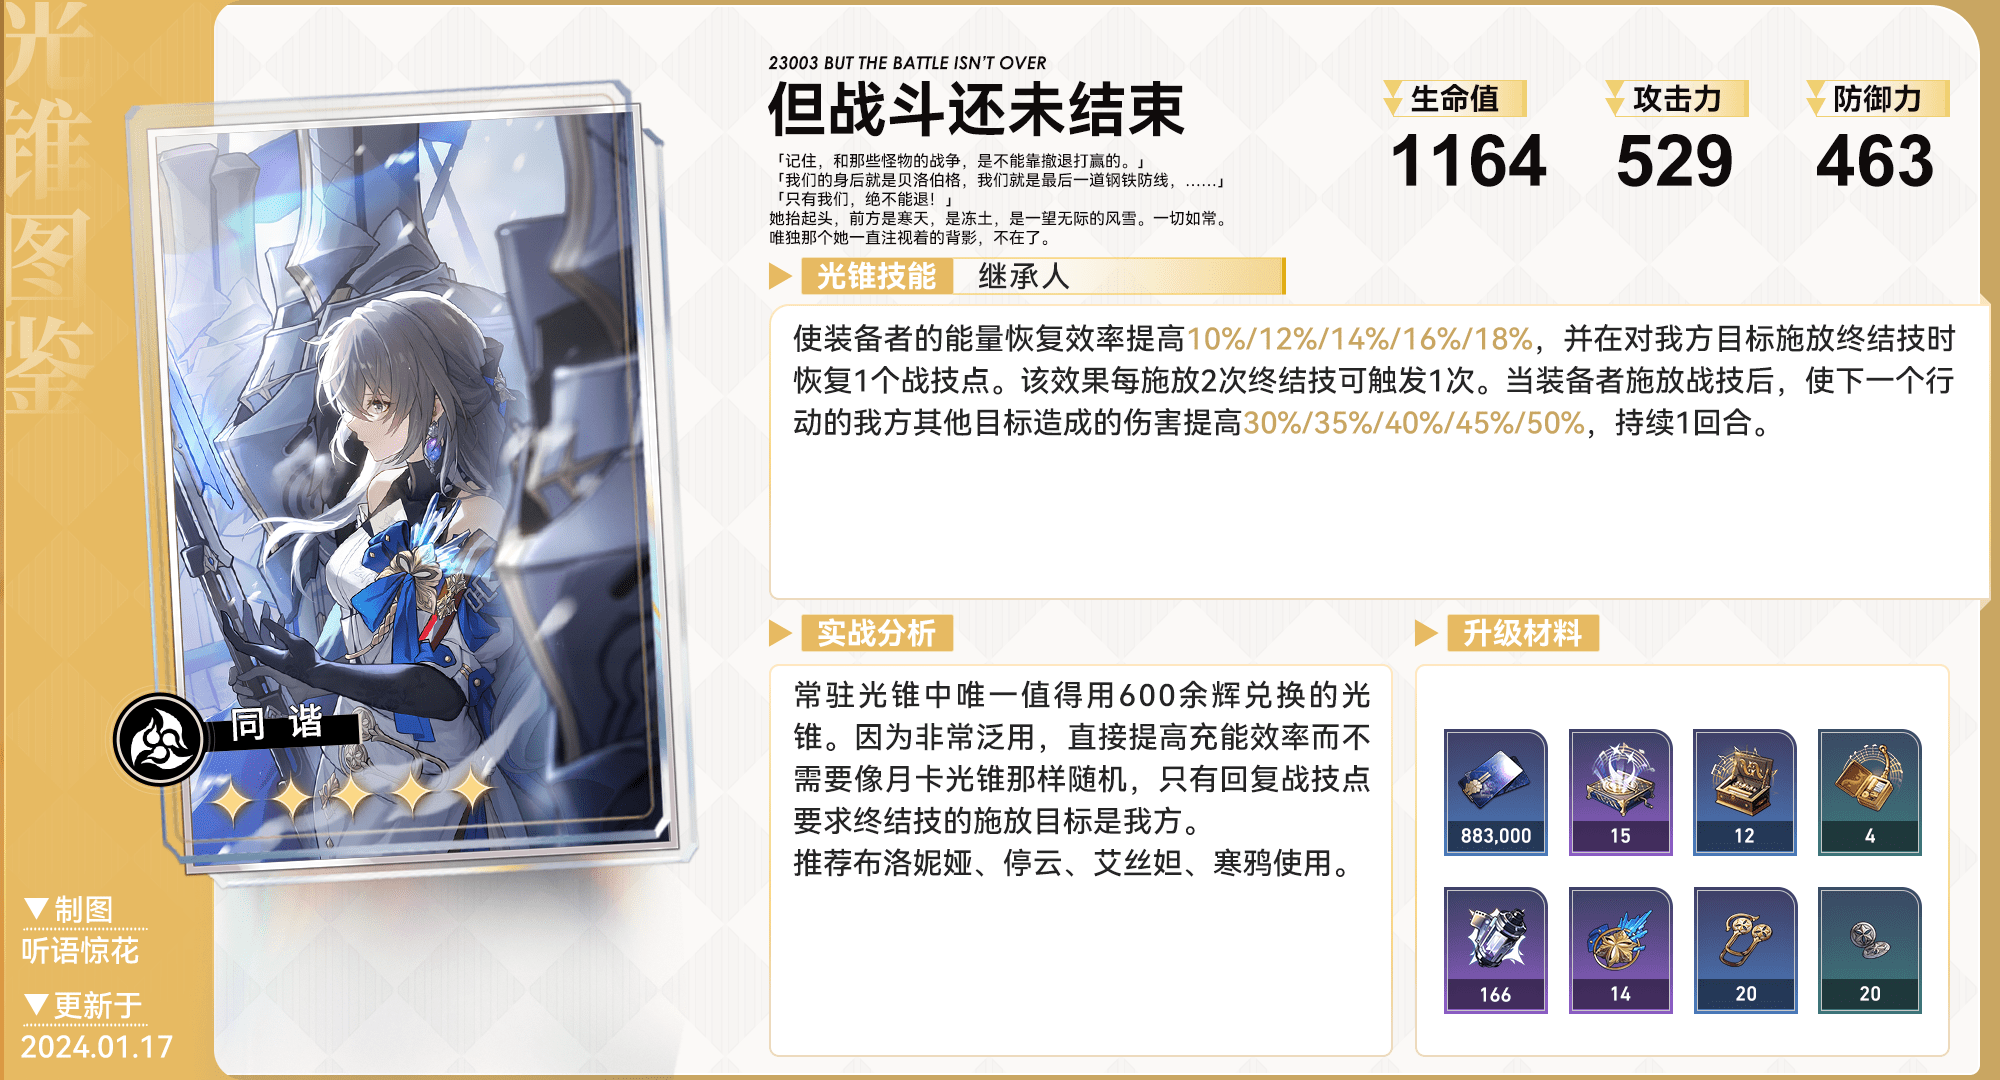 光锥图鉴
23003 BUT THE BATTLE ISN'T OVER
但战斗还未结束
「记住，和那些怪物的战争，是不能靠撤退打赢的。」
「我们的身后就是贝洛伯格，我们就是最后一道钢铁防线，……」
「只有我们，绝不能退！」
她抬起头，前方是寒天，是冻土，是一望无际的风雪。一切如常。
唯独那个她一直注视着的背影，不在了。
生命值
1164
攻击力
529
防御力
463
光锥技能 继承人
使装备者的能量恢复效率提高10%/12%/14%/16%/18%，并在对我方目标施放终结技时
恢复1个战技点。该效果每施放2次终结技可触发1次。当装备者施放战技后，使下一个行
动的我方其他目标造成的伤害提高30%/35%/40%/45%/50%，持续1回合。
同谐
实战分析
常驻光锥中唯一值得用600余辉兑换的光
锥。因为非常泛用，直接提高充能效率而不
需要像月卡光锥那样随机，只有回复战技点
要求终结技的施放目标是我方。
推荐布洛妮娅、停云、艾丝妲、寒鸦使用。
升级材料
883,000
15
12
4
166
14
20
20
▼制图
听语惊花
▼更新于
2024.01.17